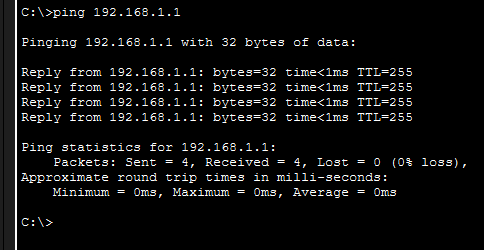 C:\>ping 192.168.1.1
Pinging 192.168.1.1 with 32 bytes of data:
Reply from 192.168.1.1: bytes=32 time<1ms TTL=255
Reply from 192.168.1.1: bytes=32 time<1ms TTL=255
Reply from 192.168.1.1: bytes=32 time<1ms TTL=255
Reply from 192.168.1.1: bytes=32 time<1ms TTL=255
Ping statistics for 192.168.1.1:
    Packets: Sent = 4, Received = 4, Lost = 0 (0% loss),
Approximate round trip times in milli-seconds:
    Minimum = 0ms, Maximum = 0ms, Average = 0ms
C:\>